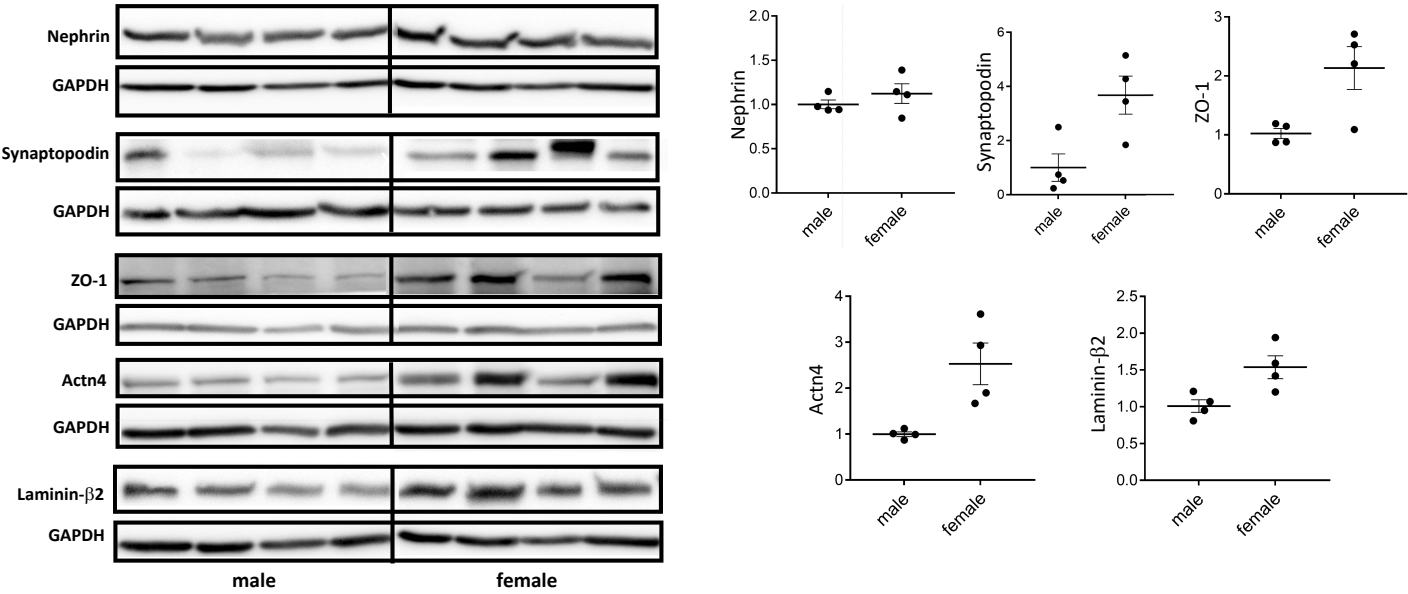 Nephrin
GAPDH
Synaptopodin
GAPDH
ZO-1
GAPDH
Actn4
GAPDH
Laminin-β2
GAPDH
male female
Nephrin
2.0
1.5
1.0
0.5
0.0
male female
Synaptopodin
6
4
2
0
male female
ZO-1
3
2
1
0
male female
Actn4
4
3
2
1
0
male female
Laminin-β2
2.5
2.0
1.5
1.0
0.5
0.0
male female